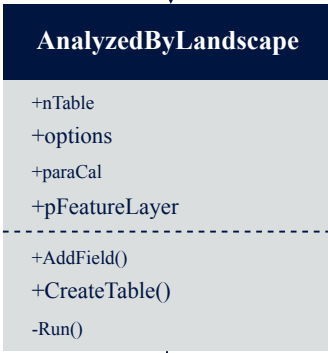 AnalyzedByLandscape
+nTable
+options
+paraCal
+pFeatureLayer
+AddField()
+CreateTable()
-Run()